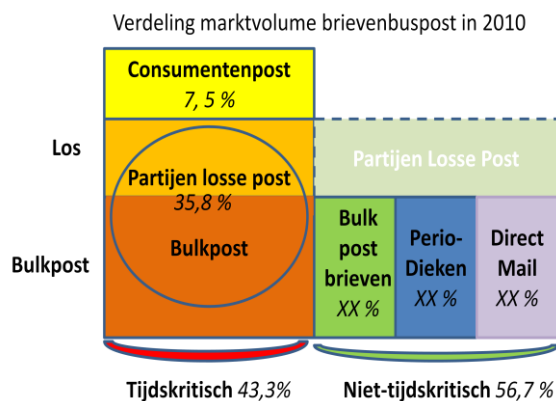 Verdeling marktvolume brievenbuspost in 2010
Consumentenpost
7, 5 %
Los
Partijen losse post
35,8 %
Bulkpost
Partijen Losse Post
Bulkpost
Bulk
post
brieven
XX %
Perio-
Dieken
XX %
Direct
Mail
XX %
Tijdskritisch 43,3%
Niet-tijdskritisch 56,7 %